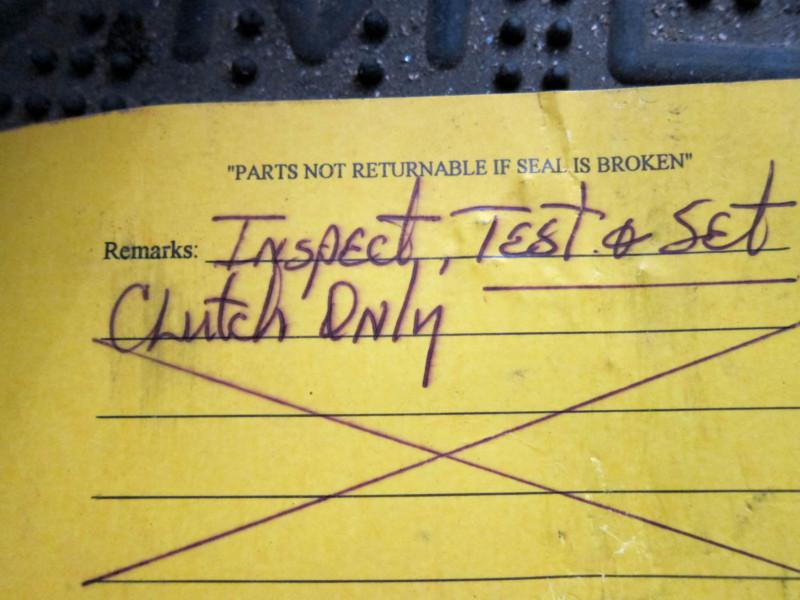 "PARTS NOT RETURNABLE IF SEAL IS BROKEN"
Remarks: Inspect, Test & Set
Clutch Only